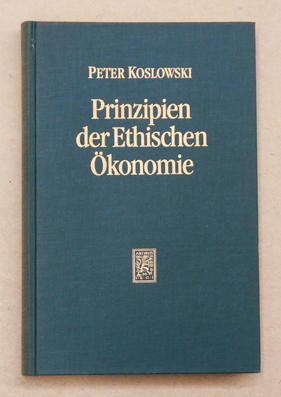 PETER KOSLOWSKI
Prinzipien
der Ethischen
Ökonomie